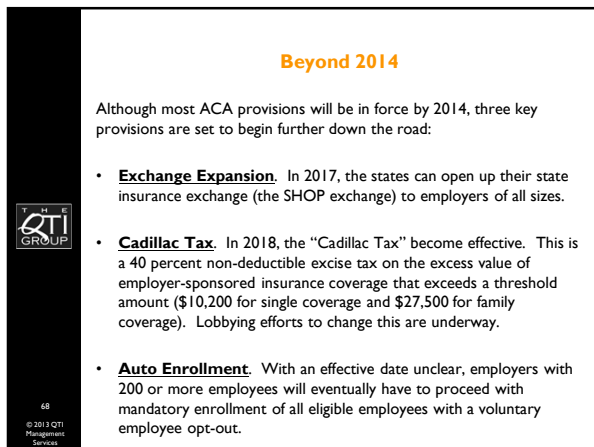 Beyond 2014
Although most ACA provisions will be in force by 2014, three key
provisions are set to begin further down the road:
• Exchange Expansion. In 2017, the states can open up their state
insurance exchange (the SHOP exchange) to employers of all sizes.
• Cadillac Tax. In 2018, the “Cadillac Tax” become effective. This is
a 40 percent non-deductible excise tax on the excess value of
employer-sponsored insurance coverage that exceeds a threshold
amount ($10,200 for single coverage and $27,500 for family
coverage). Lobbying efforts to change this are underway.
• Auto Enrollment. With an effective date unclear, employers with
200 or more employees will eventually have to proceed with
mandatory enrollment of all eligible employees with a voluntary
employee opt-out.
THE
QTI
GROUP
68
© 2013 QTI
Management
Services